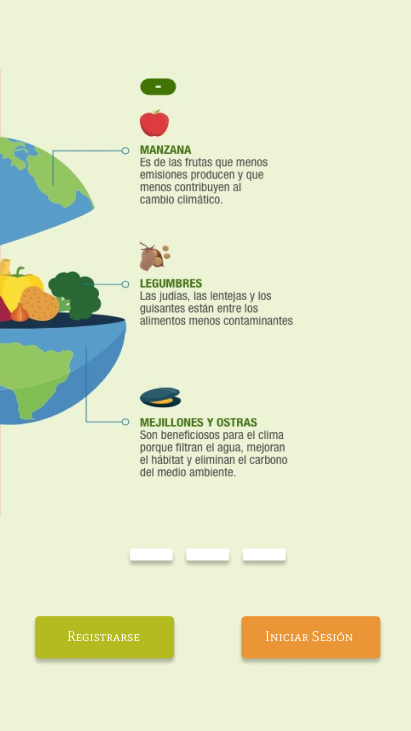 -
MANZANA
Es de las frutas que menos
emisiones producen y que
menos contribuyen al
cambio climático.
LEGUMBRES
Las judías, las lentejas y los
guisantes están entre los
alimentos menos contaminantes
MEJILLONES Y OSTRAS
Son beneficiosos para el clima
porque filtran el agua, mejoran
el hábitat y eliminan el carbono
del medio ambiente.
Registrarse
Iniciar Sesión